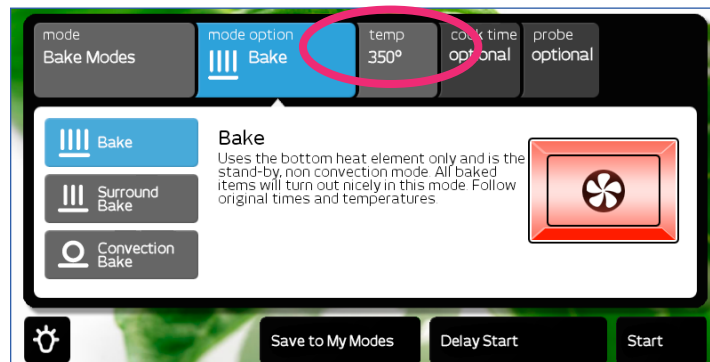 mode
Bake Modes
mode option
Bake
temp
350°
cook time
optional
probe
optional
Bake
Surround
Bake
Convection
Bake
Bake
Uses the bottom heat element only and is the
stand-by, non convection mode. All baked
items will turn out nicely in this mode. Follow
original times and temperatures.
Save to My Modes
Delay Start
Start